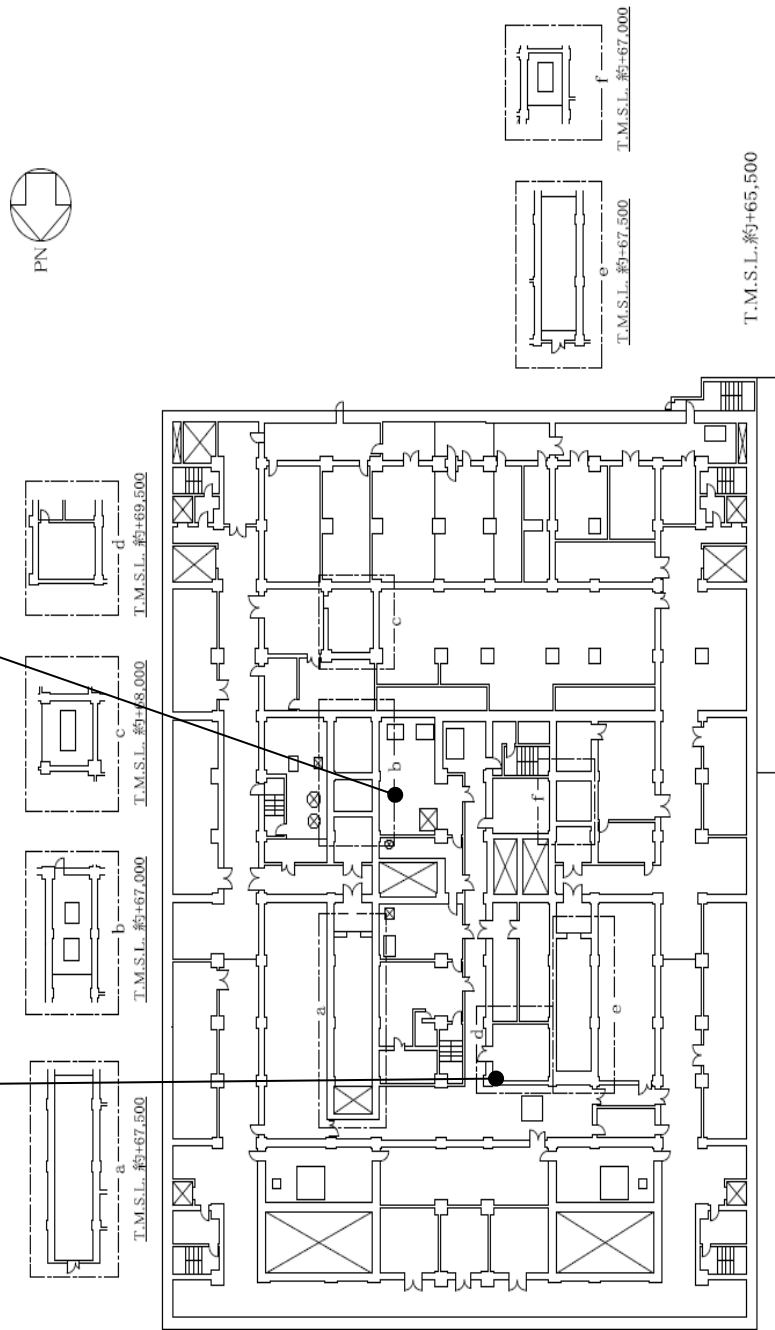 PN
f
T.M.S.L. 約+67,000
e
T.M.S.L. 約+67,500
T.M.S.L.約+65,500
d
T.M.S.L. 約+69,500
c
T.M.S.L. 約+68,000
b
T.M.S.L. 約+67,000
a
T.M.S.L. 約+67,500
c
b
f
a
d
e